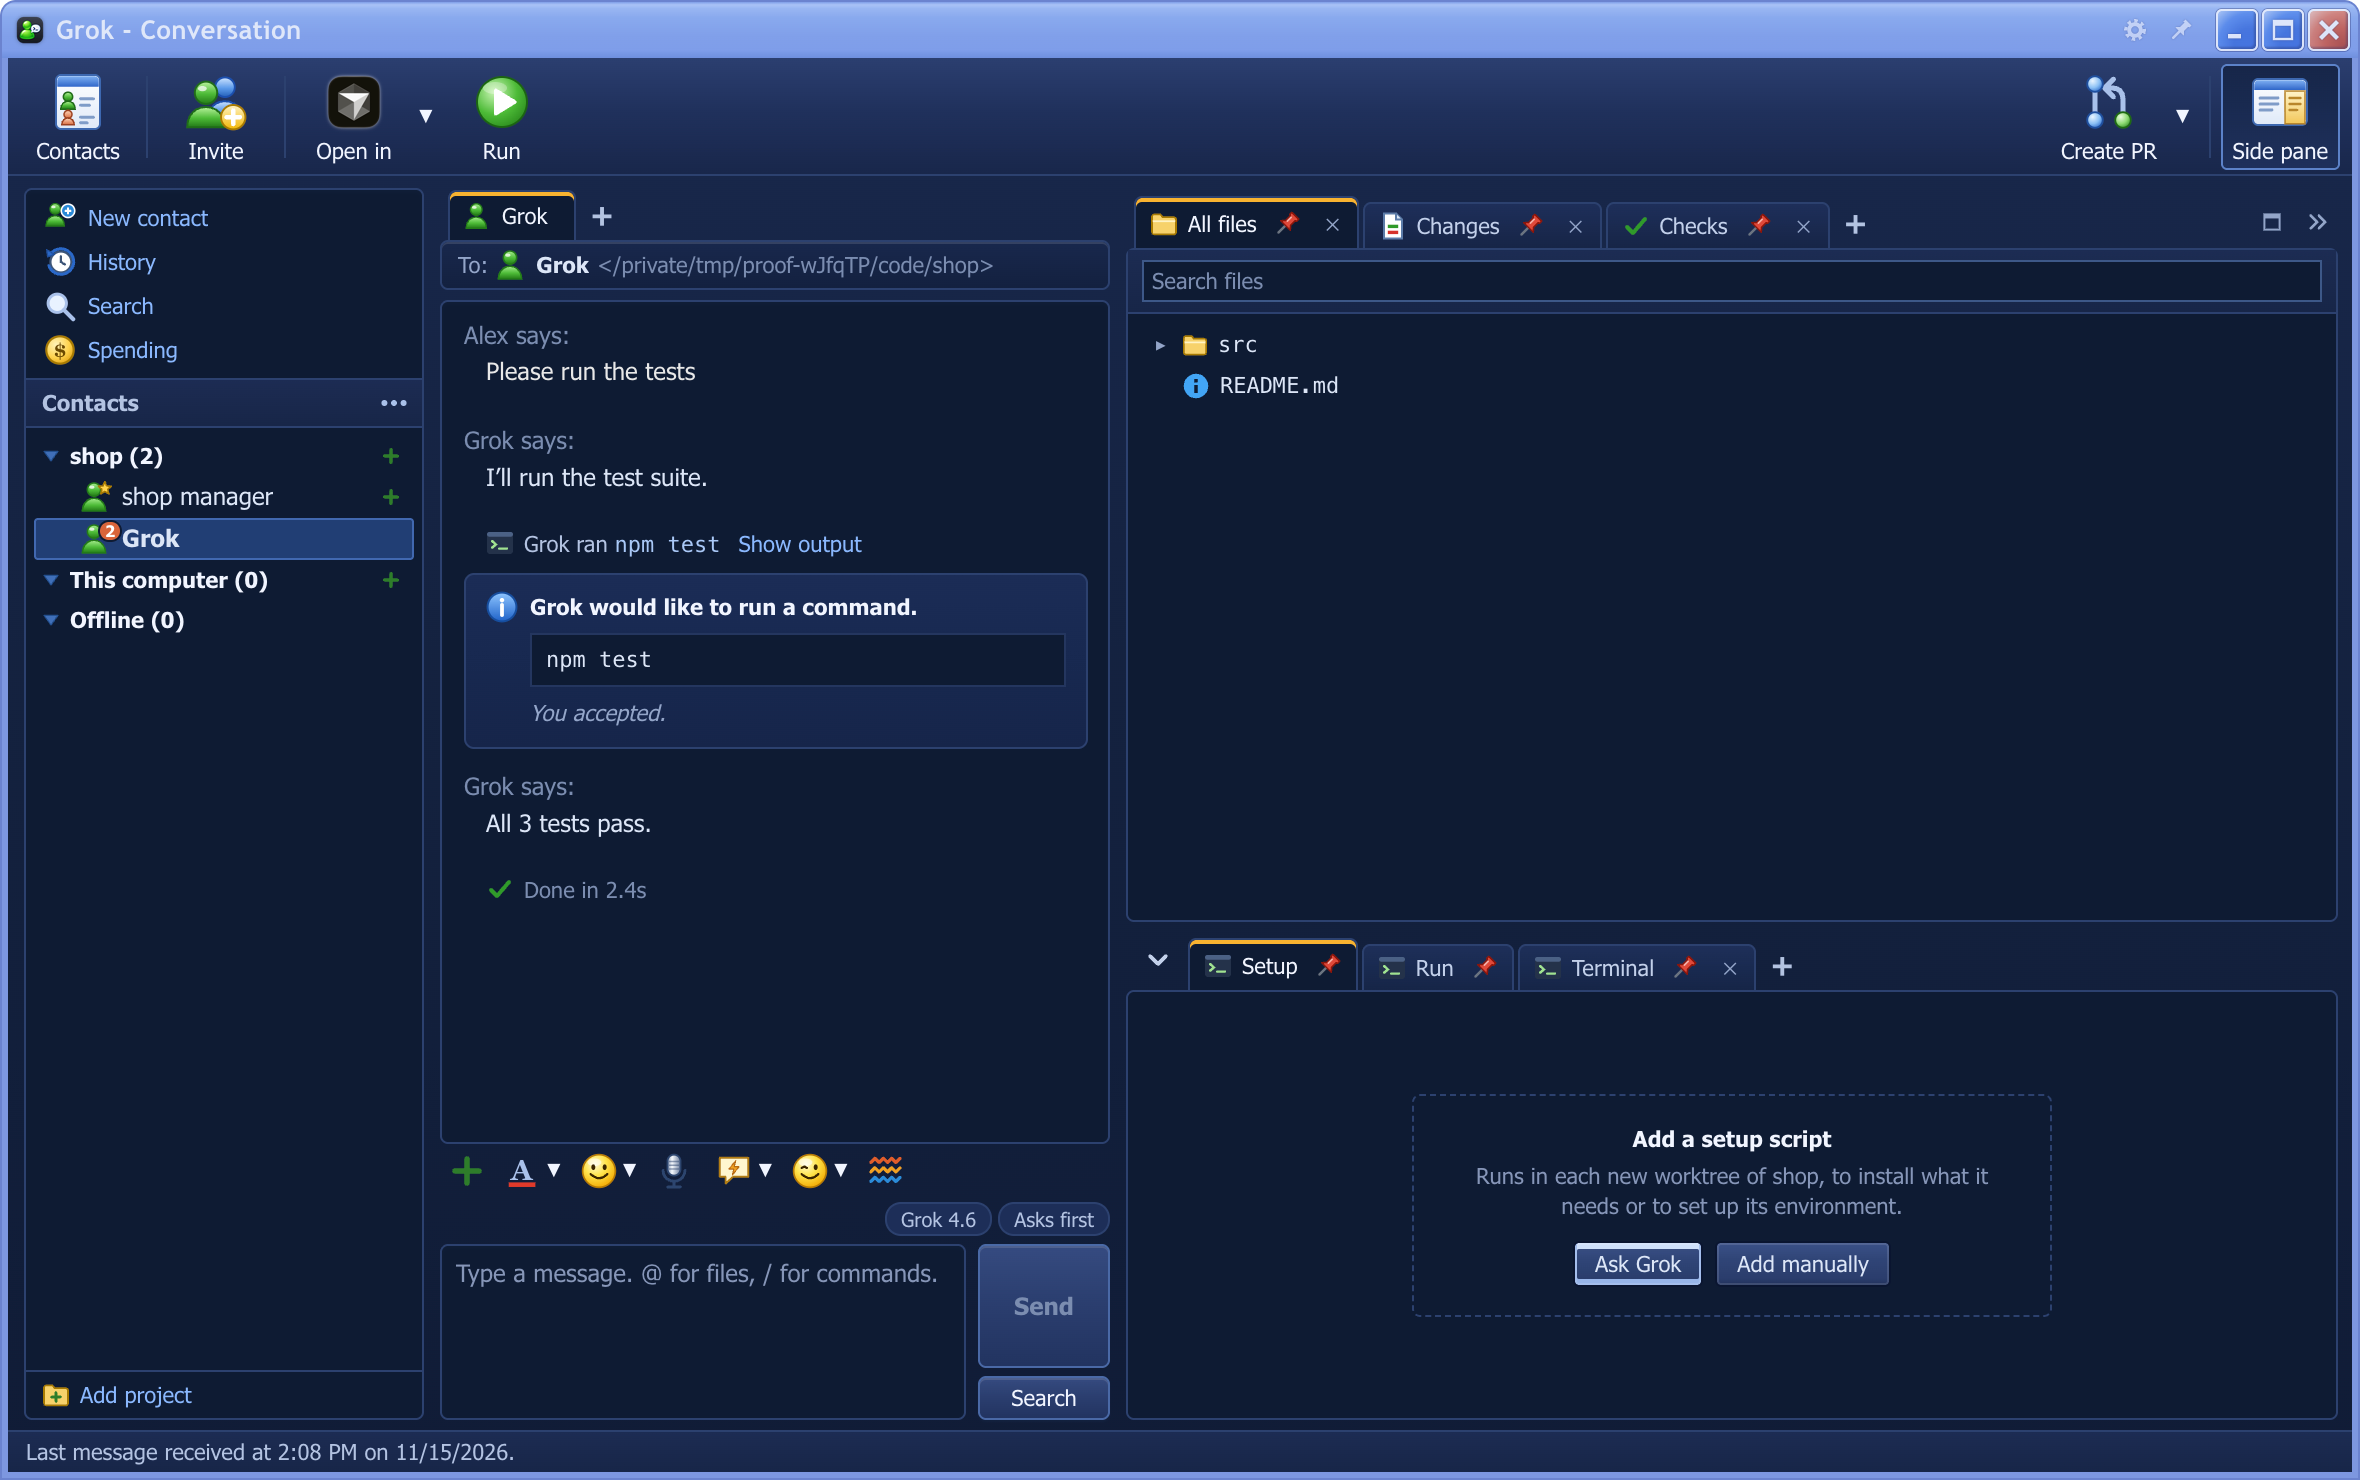 Grok - Conversation
Contacts
Invite
Open in
Run
Create PR
Side pane
New contact
History
Search
Spending
Contacts
shop (2)
shop manager
2
Grok
This computer (0)
Offline (0)
Add project
Grok
To: Grok </private/tmp/proof-wJfqTP/code/shop>
Alex says:
Please run the tests
Grok says:
I’ll run the test suite.
Grok ran npm test Show output
Grok would like to run a command.
npm test
You accepted.
Grok says:
All 3 tests pass.
Done in 2.4s
Grok 4.6
Asks first
Type a message. @ for files, / for commands.
Send
Search
All files
Changes
Checks
Search files
src
README.md
Setup
Run
Terminal
Add a setup script
Runs in each new worktree of shop, to install what it
needs or to set up its environment.
Ask Grok
Add manually
Last message received at 2:08 PM on 11/15/2026.